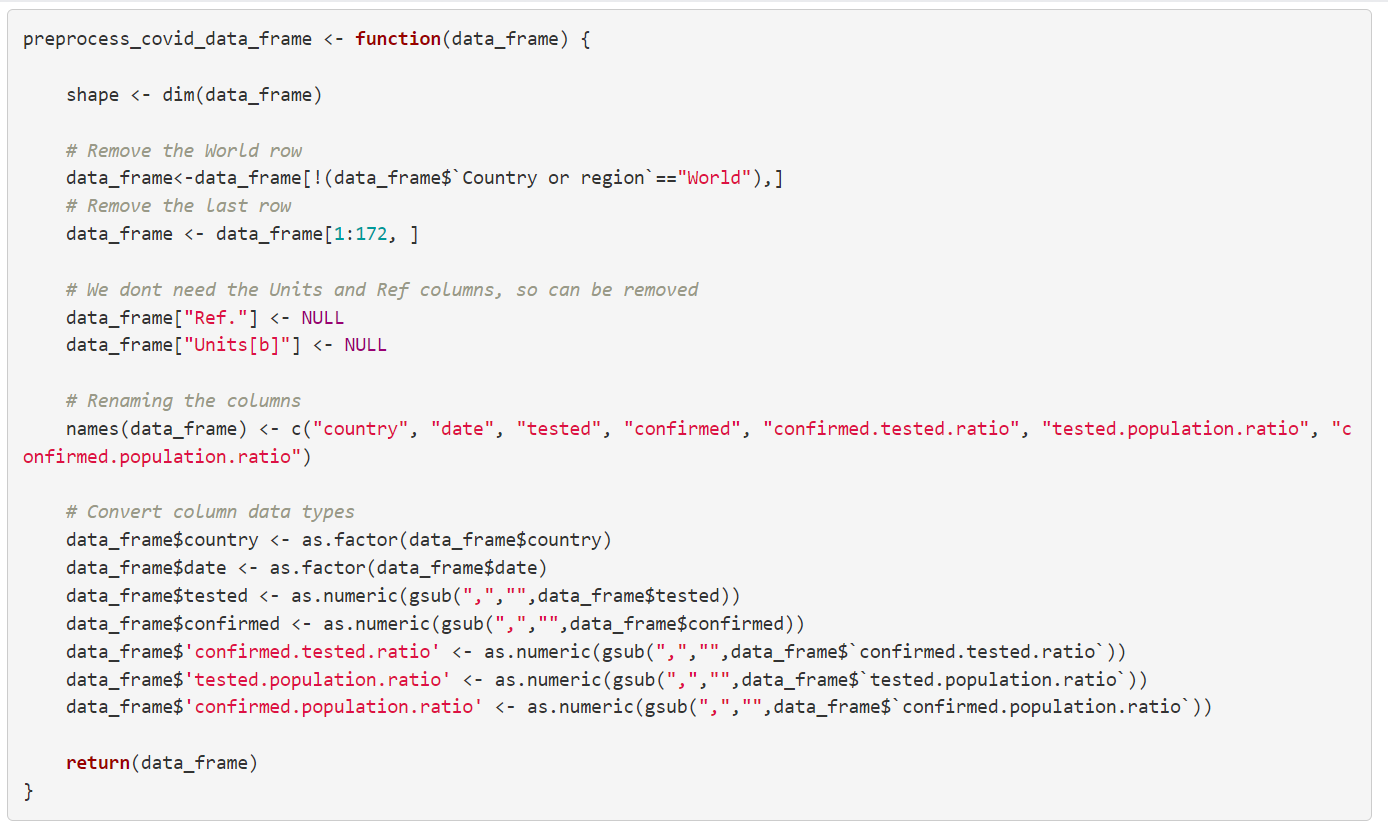 preprocess_covid_data_frame <- function(data_frame) {
    shape <- dim(data_frame)
    # Remove the World row
    data_frame<-data_frame[!(data_frame$`Country or region`=="World"),]
    # Remove the last row
    data_frame <- data_frame[1:172, ]
    # We dont need the Units and Ref columns, so can be removed
    data_frame["Ref."] <- NULL
    data_frame["Units[b]"] <- NULL
    # Renaming the columns
    names(data_frame) <- c("country", "date", "tested", "confirmed", "confirmed.tested.ratio", "tested.population.ratio", "c
onfirmed.population.ratio")
    # Convert column data types
    data_frame$country <- as.factor(data_frame$country)
    data_frame$date <- as.factor(data_frame$date)
    data_frame$tested <- as.numeric(gsub(",","",data_frame$tested))
    data_frame$confirmed <- as.numeric(gsub(",","",data_frame$confirmed))
    data_frame$'confirmed.tested.ratio' <- as.numeric(gsub(",","",data_frame$`confirmed.tested.ratio`))
    data_frame$'tested.population.ratio' <- as.numeric(gsub(",","",data_frame$`tested.population.ratio`))
    data_frame$'confirmed.population.ratio' <- as.numeric(gsub(",","",data_frame$`confirmed.population.ratio`))
    return(data_frame)
}